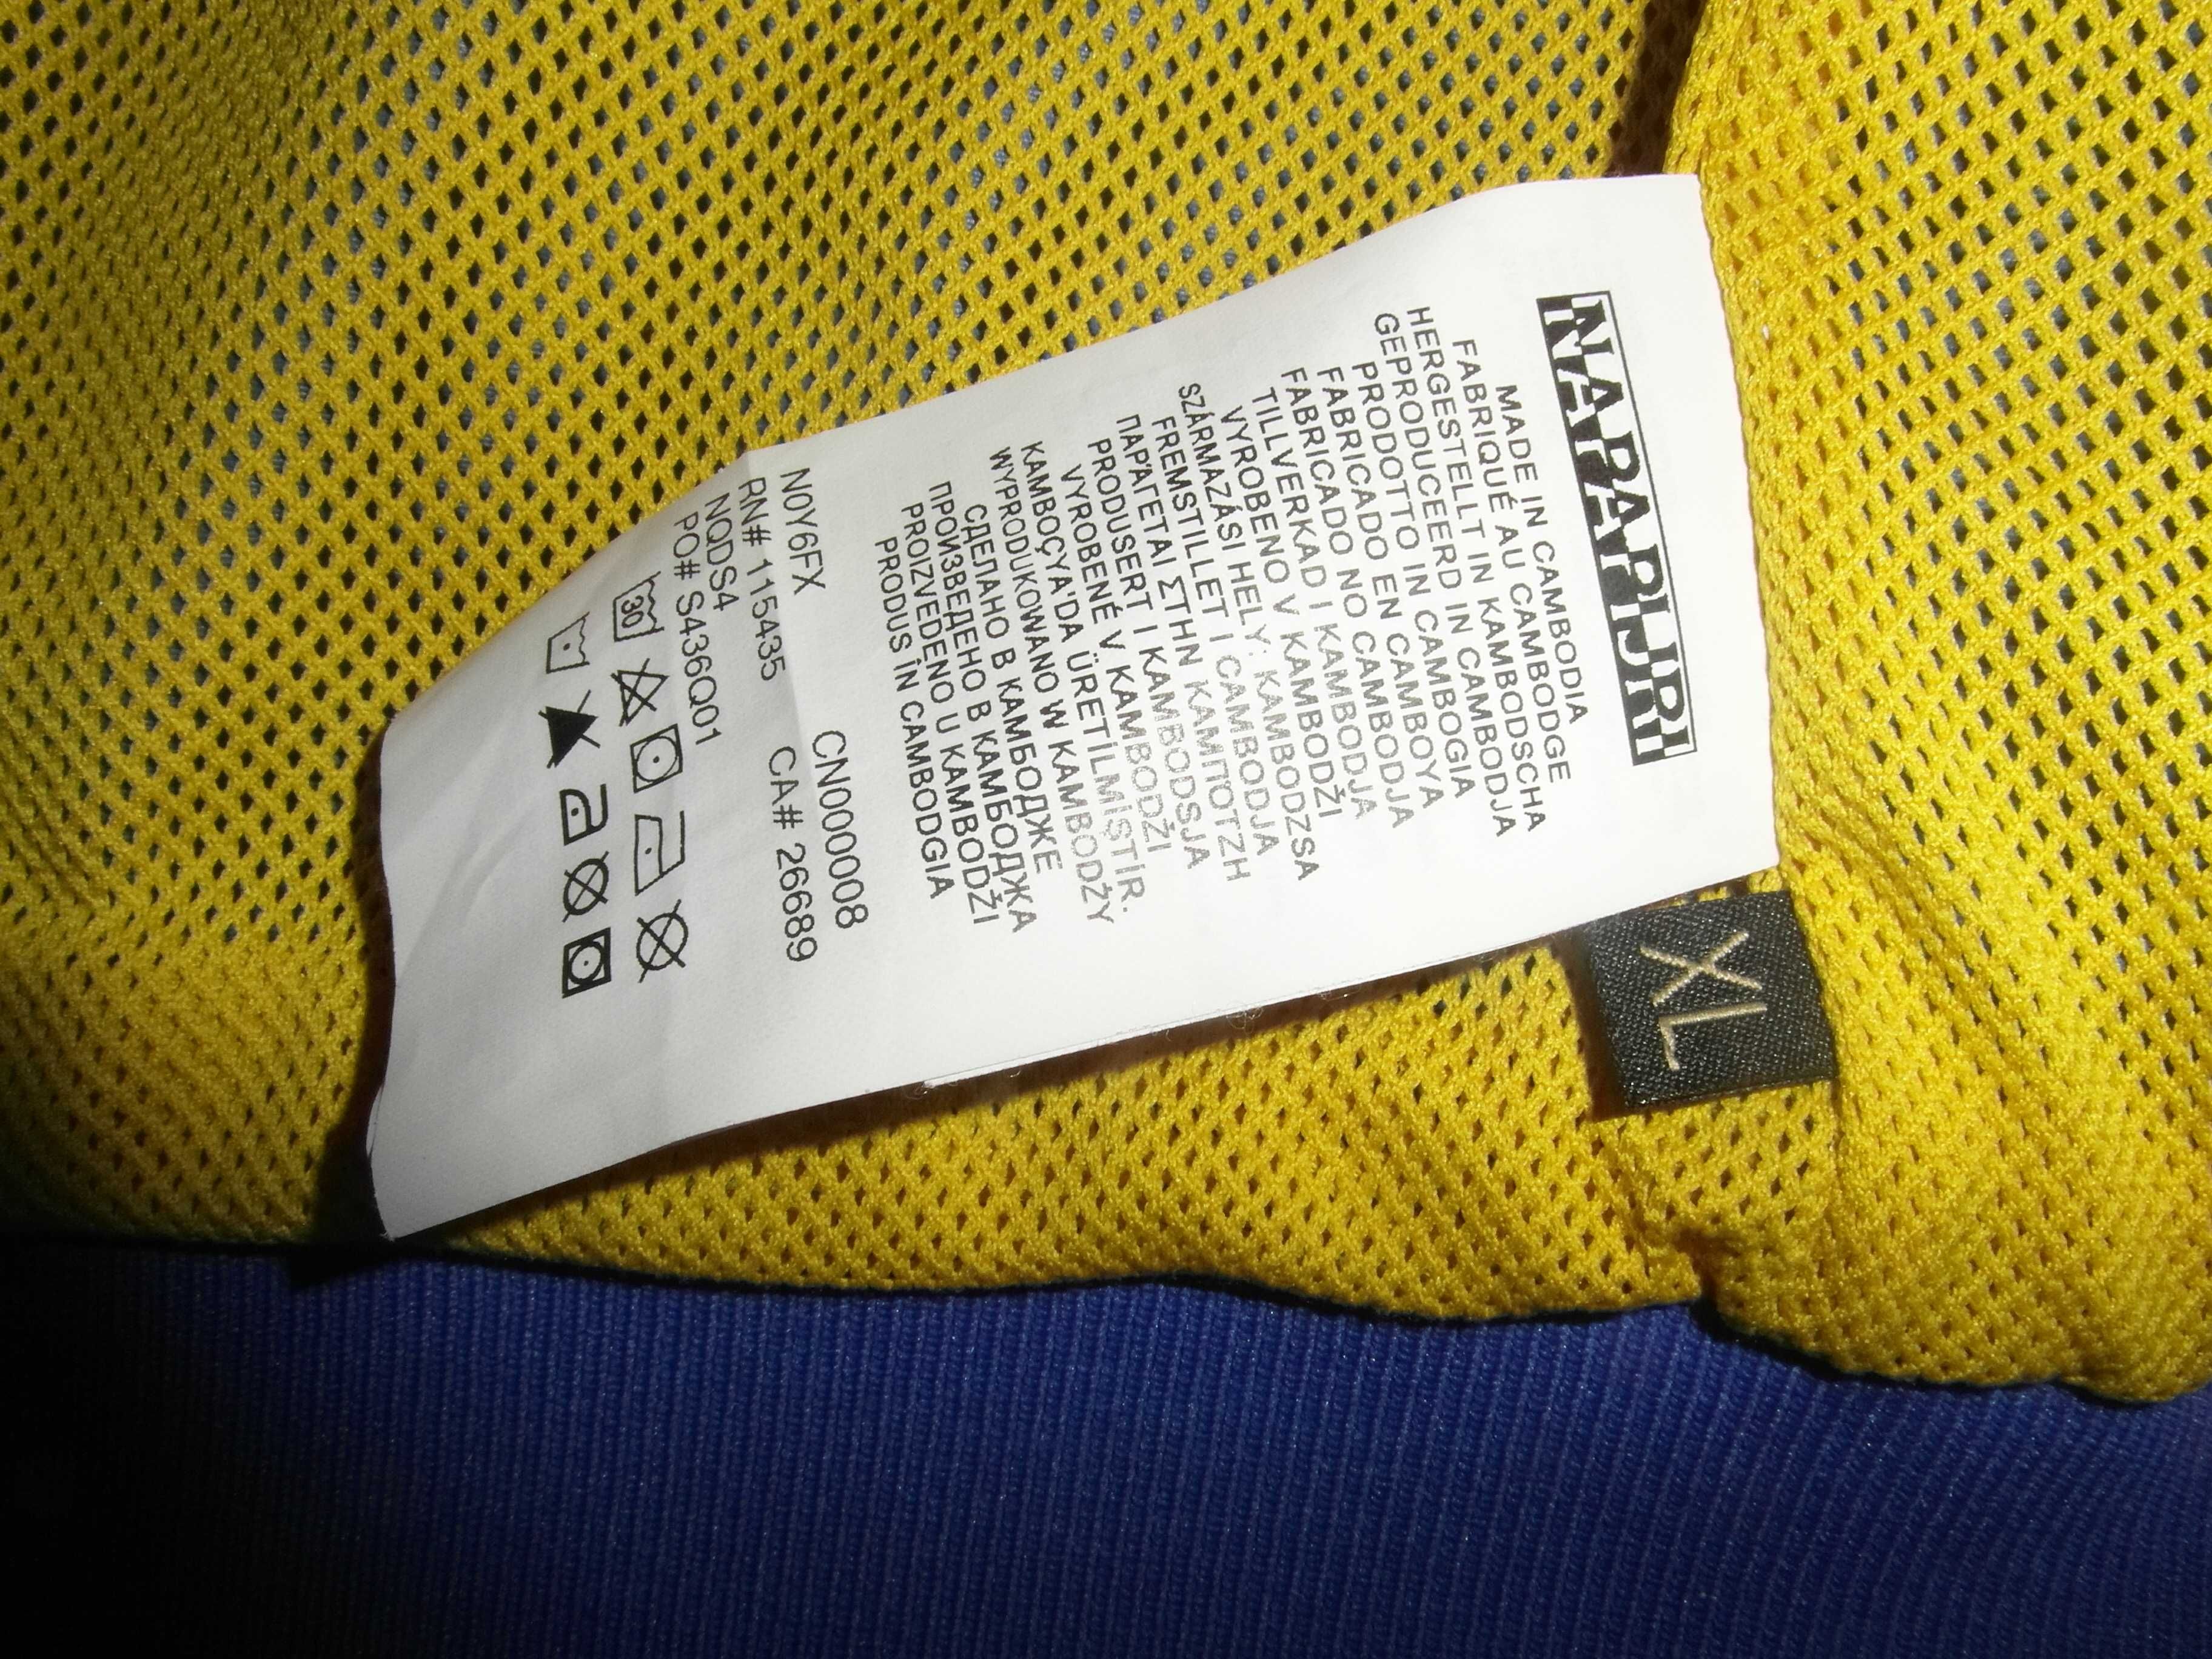 NAPAPIJRI
MADE IN CAMBODIA
FABRIQUÉ AU CAMBODGE
HERGESTELLT IN KAMBODSCHA
GEPRODUCEERD IN CAMBODJA
PRODOTTO IN CAMBOGIA
FABRICADO EN CAMBOYA
FABRICADO NO CAMBODJA
TILLVERKAD I KAMBODJA
VYROBENO V KAMBODŽI
SZÁRMAZÁSI HELY: KAMBODZSA
FREMSTILLET I CAMBODJA
ΠΑΡΆΤΕΤΑΙ ΣΤΗΝ ΚΑΜΠΟΤΖΗ
PRODUSERT I KAMBODSJA
VYROBENÉ V KAMBODŽI
KAMBOÇYA'DA ÜRETİLMİSTİR.
WYPRODUKOWANO W KAMBODŻY
СДЕЛАНО В КАМБОДЖЕ
ПРОИЗВЕДЕНО В КАМБОДЖА
PROIZVEDENO U KAMBODŽI
PRODUS ÎN CAMBODGIA
N0Y6FX CN000008
RN# 115435 CA# 26689
NQDS4
PO# S436Q01
30
XL